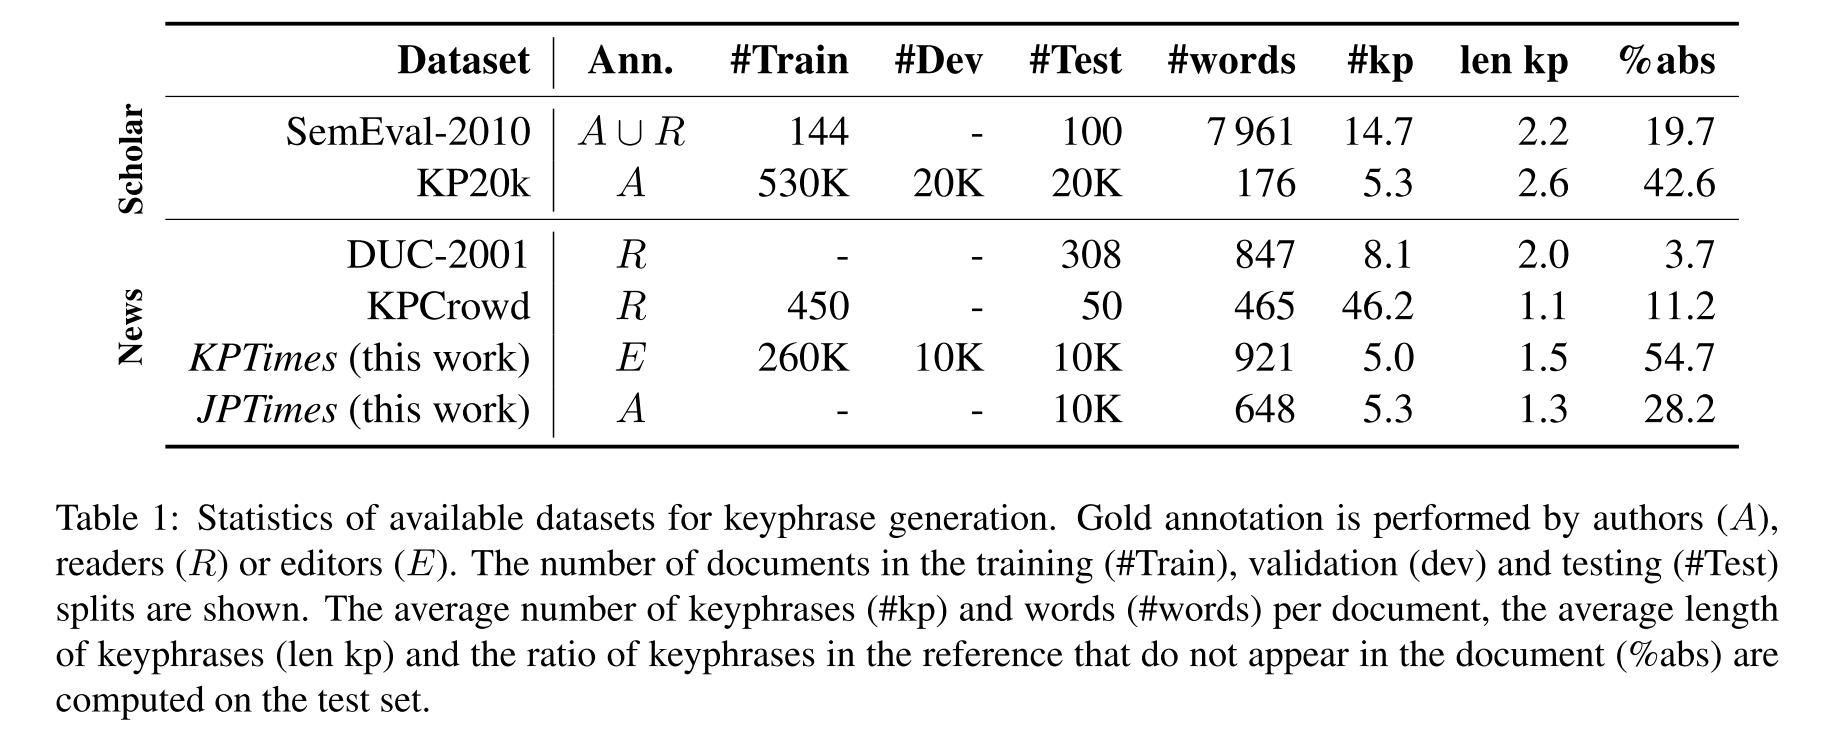 Dataset Ann. #Train #Dev #Test #words #kp len kp %abs
Scholar
SemEval-2010 A ∪ R 144 - 100 7 961 14.7 2.2 19.7
KP20k A 530K 20K 20K 176 5.3 2.6 42.6
News
DUC-2001 R - - 308 847 8.1 2.0 3.7
KPCrowd R 450 - 50 465 46.2 1.1 11.2
KPTimes (this work) E 260K 10K 10K 921 5.0 1.5 54.7
JPTimes (this work) A - - 10K 648 5.3 1.3 28.2
Table 1: Statistics of available datasets for keyphrase generation. Gold annotation is performed by authors (A),
readers (R) or editors (E). The number of documents in the training (#Train), validation (dev) and testing (#Test)
splits are shown. The average number of keyphrases (#kp) and words (#words) per document, the average length
of keyphrases (len kp) and the ratio of keyphrases in the reference that do not appear in the document (%abs) are
computed on the test set.